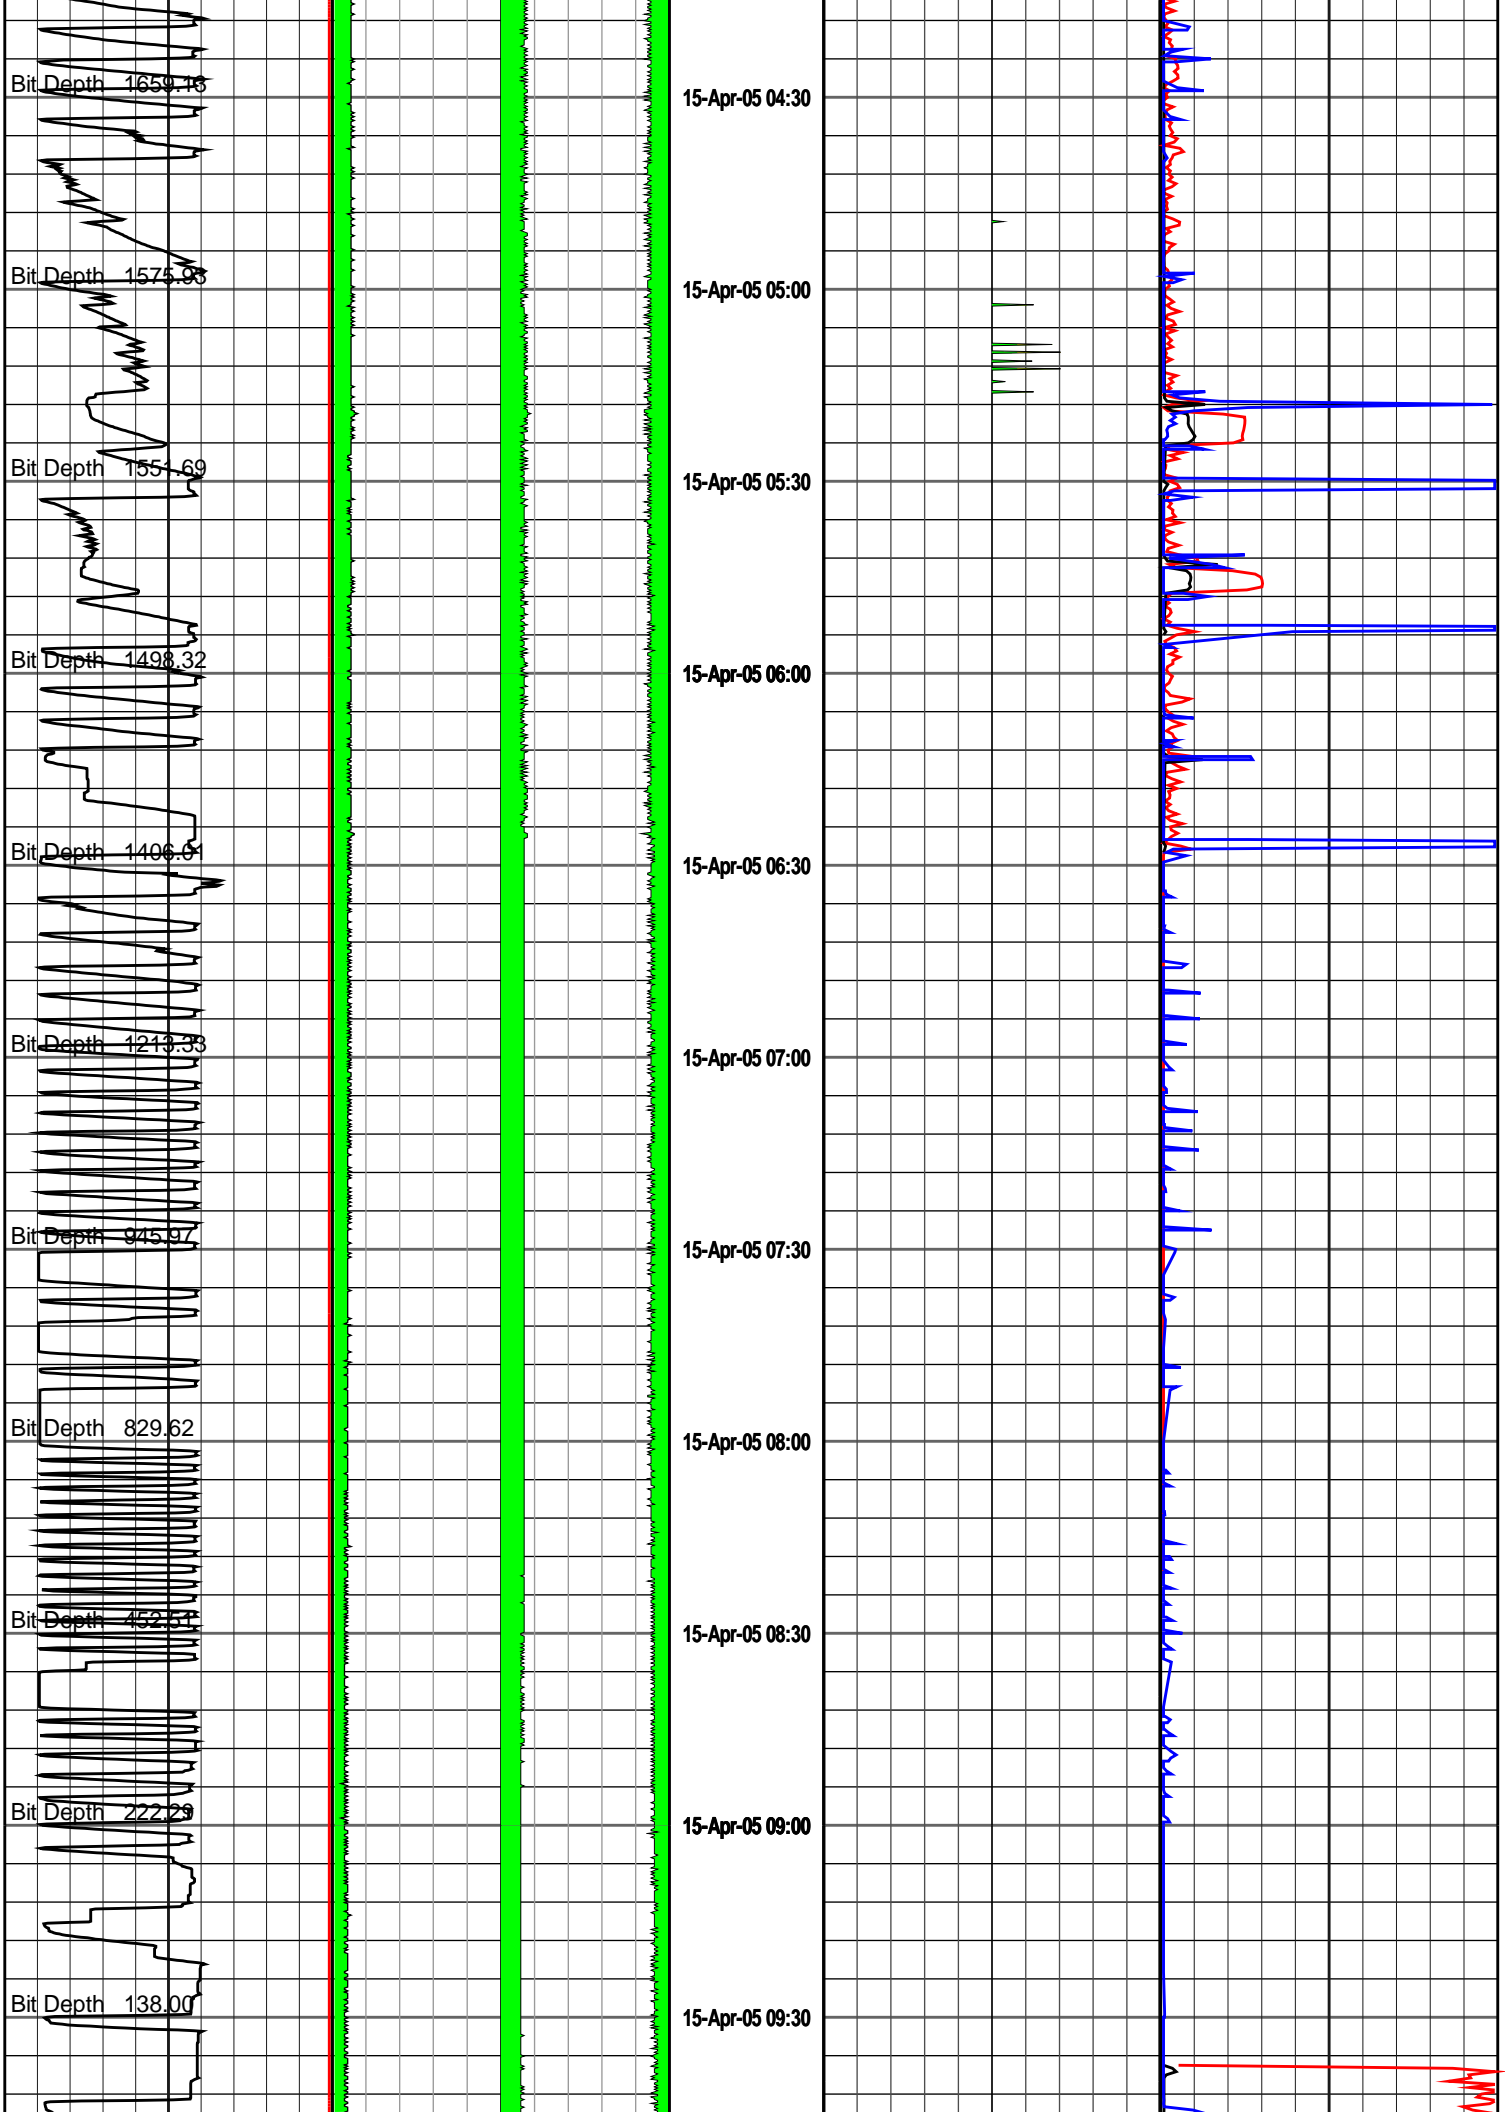 Bit Depth 1659.13
15-Apr-05 04:30
Bit Depth 1575.93
15-Apr-05 05:00
Bit Depth 1551.69
15-Apr-05 05:30
Bit Depth 1498.32
15-Apr-05 06:00
Bit Depth 1406.01
15-Apr-05 06:30
Bit Depth 1213.33
15-Apr-05 07:00
Bit Depth 945.97
15-Apr-05 07:30
Bit Depth 829.62
15-Apr-05 08:00
Bit Depth 452.51
15-Apr-05 08:30
Bit Depth 222.29
15-Apr-05 09:00
Bit Depth 138.00
15-Apr-05 09:30